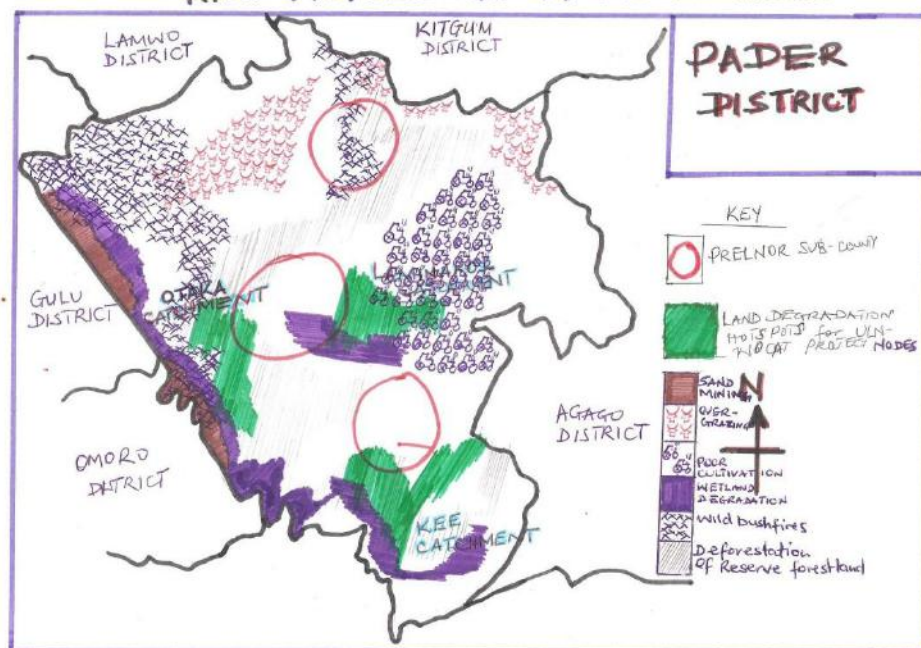 LAMWO
DISTRICT
KITGUM
DISTRICT
PADER
DISTRICT
KEY
PRELNOR SUB-COUNTY
GULU
DISTRICT
OTAKA
CATCHMENT
LAND DEGRADATION
HOTSPOTS for ULN-
WOCAT PROJECT NODES
SAND
MINING
N
OVER-
GRAZING
POOR
CULTIVATION
WETLAND
DEGRADATION
Wild bushfires
Deforestation
of Reserve forestland
AGAGO
DISTRICT
OMORO
DISTRICT
KEE
CATCHMENT